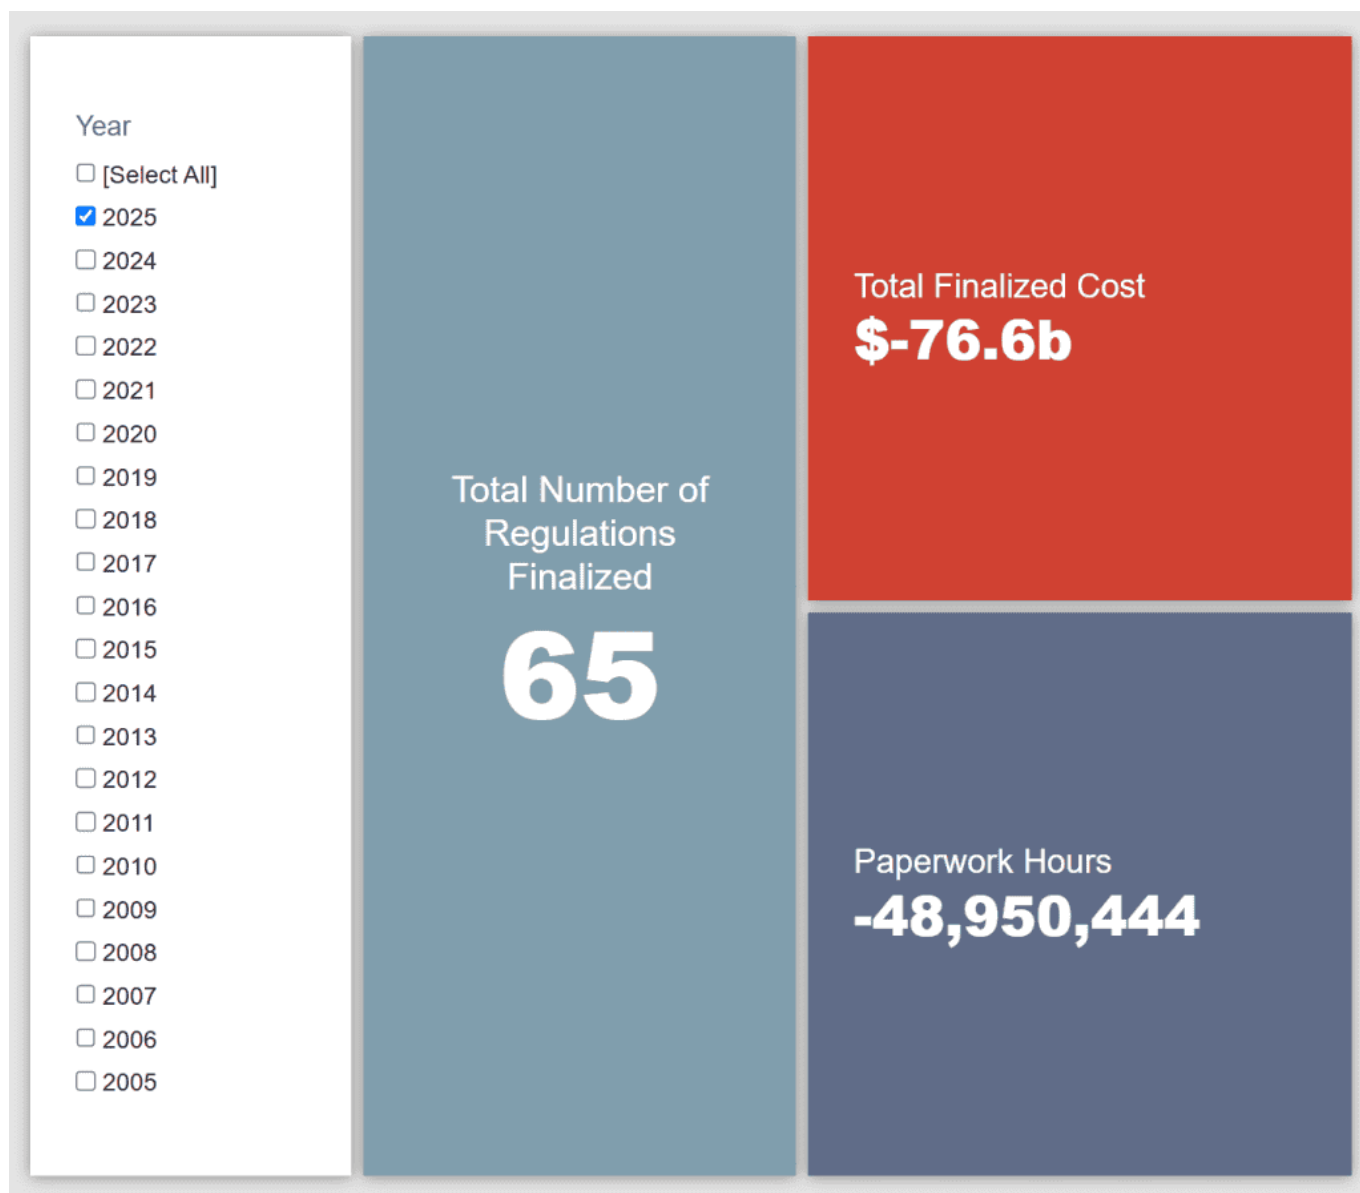 Year
[Select All]
2025
2024
2023
2022
2021
2020
2019
2018
2017
2016
2015
2014
2013
2012
2011
2010
2009
2008
2007
2006
2005
Total Number of
Regulations
Finalized
65
Total Finalized Cost
$-76.6b
Paperwork Hours
-48,950,444